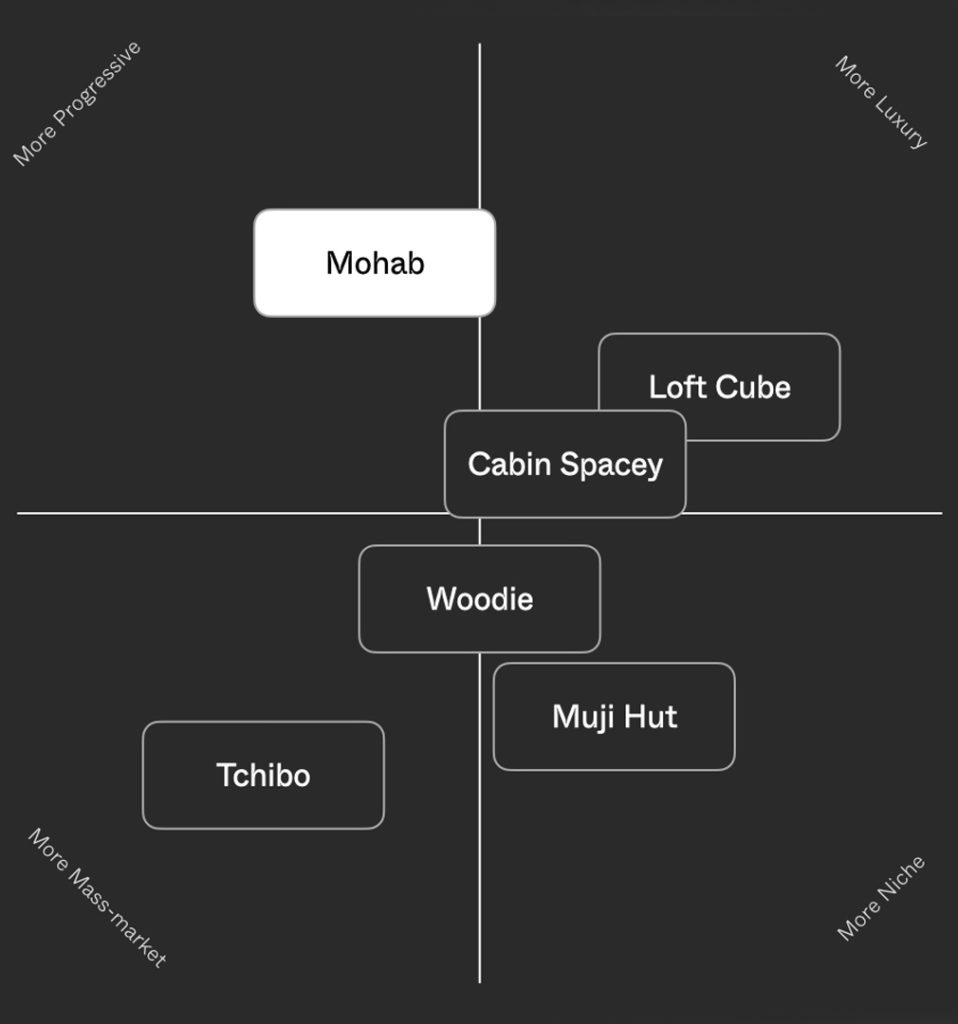 More Progressive
More Luxury
Mohab
Loft Cube
Cabin Spacey
Woodie
Muji Hut
Tchibo
More Mass-market
More Niche